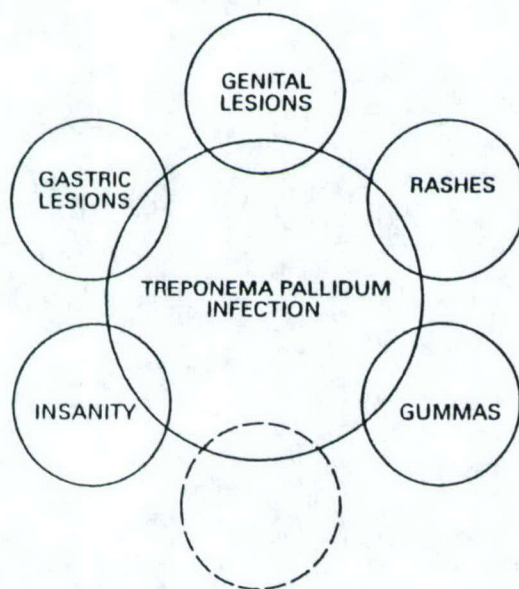 GENITAL
LESIONS
GASTRIC
LESIONS
RASHES
TREPONEMA PALLIDUM
INFECTION
INSANITY
GUMMAS